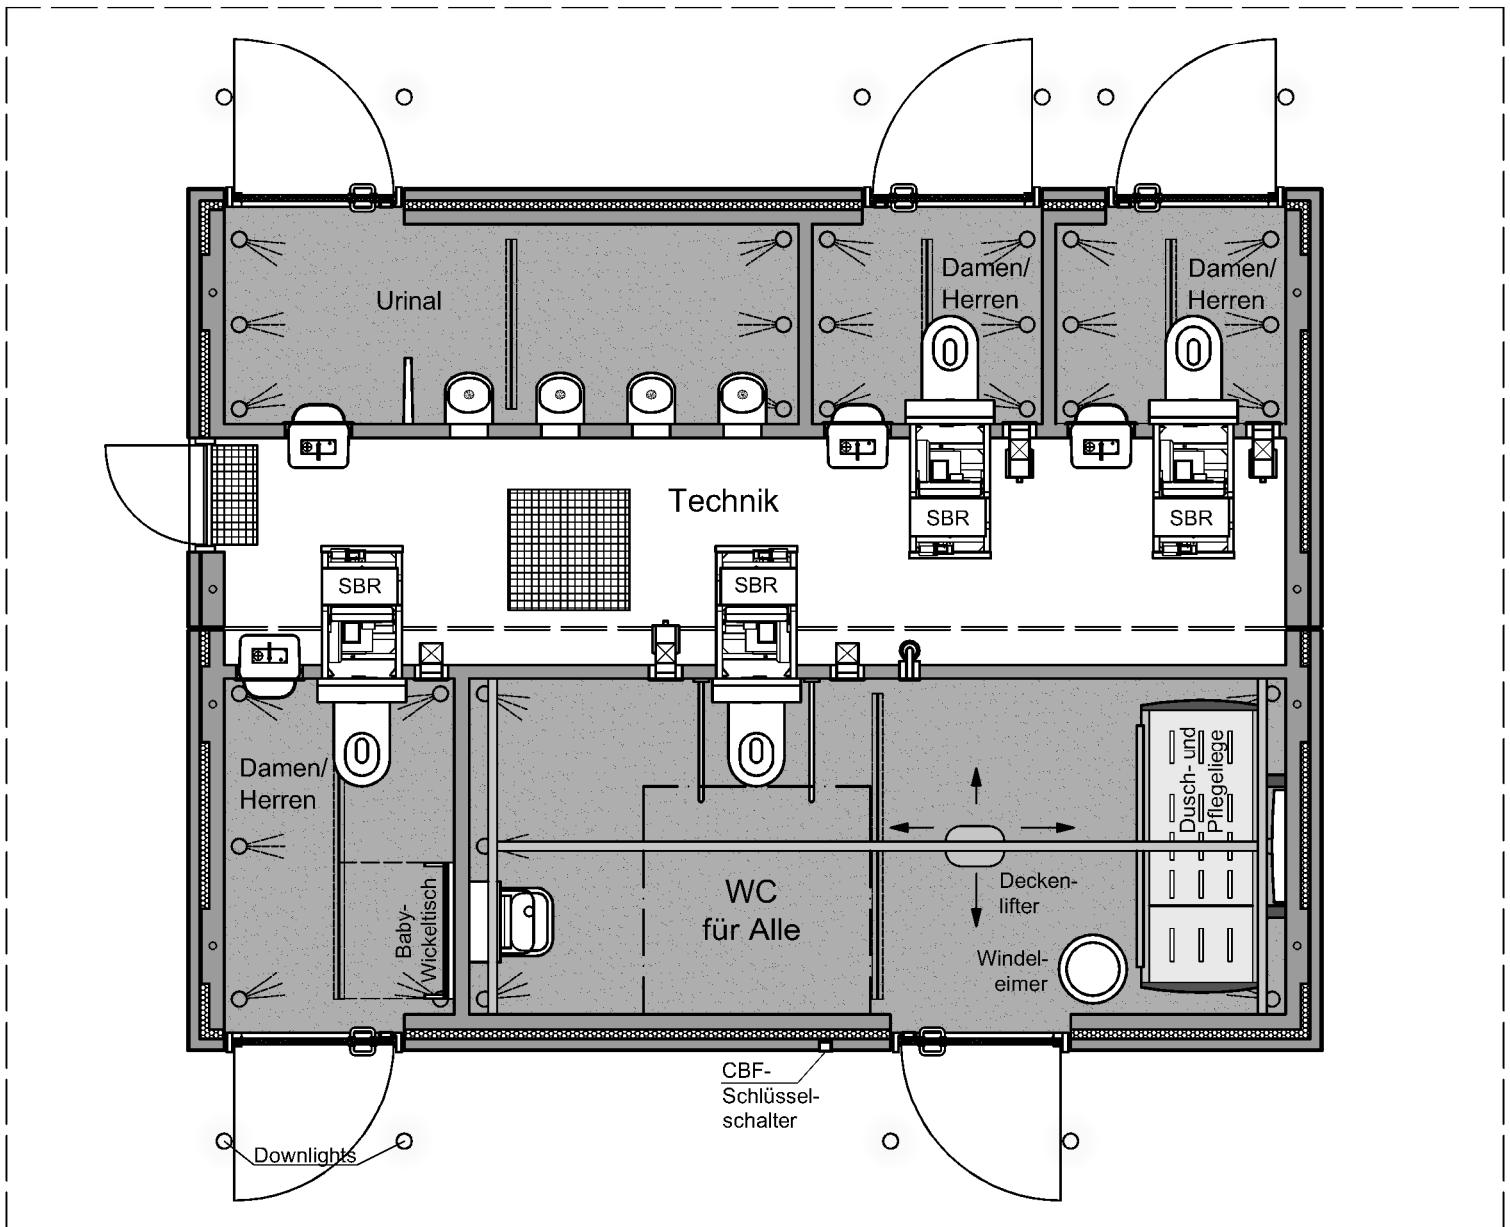 Urinal
Damen/
Herren
Damen/
Herren
Technik
SBR
SBR
SBR
SBR
Damen/
Herren
Baby-
Wickeltisch
WC
für Alle
Decken-
lifter
Windel-
eimer
Dusch- und
Pflegeliege
CBF-
Schlüssel-
schalter
Downlights